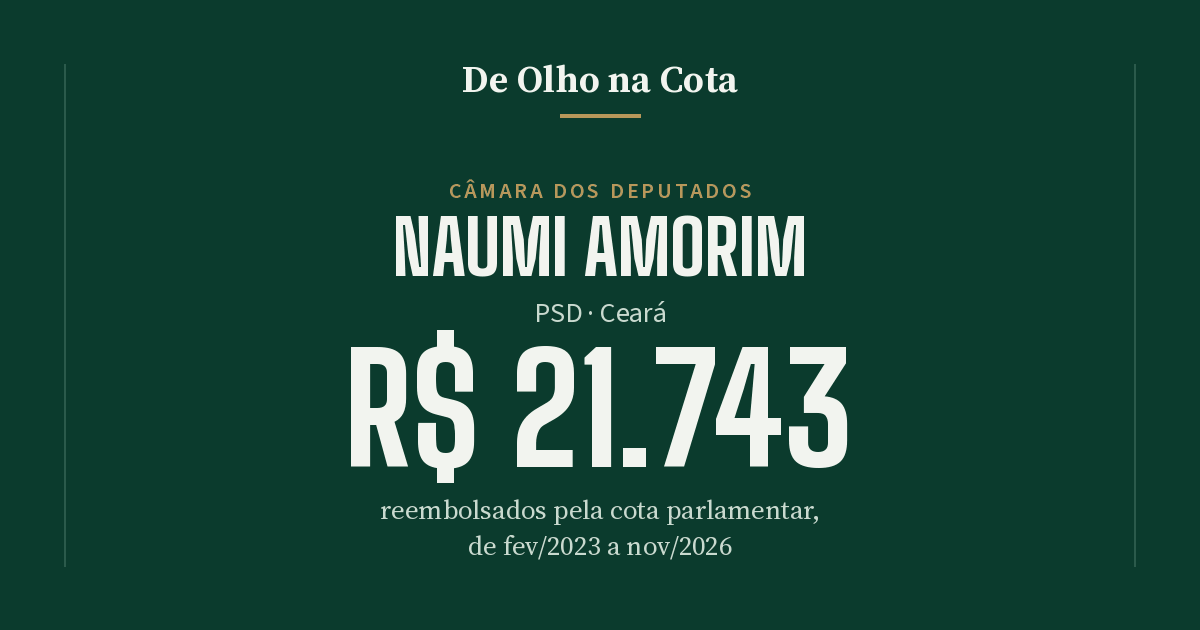 De Olho na Cota
CÂMARA DOS DEPUTADOS
NAUMI AMORIM
PSD · Ceará
R$ 21.743
reembolsados pela cota parlamentar,
de fev/2023 a nov/2026